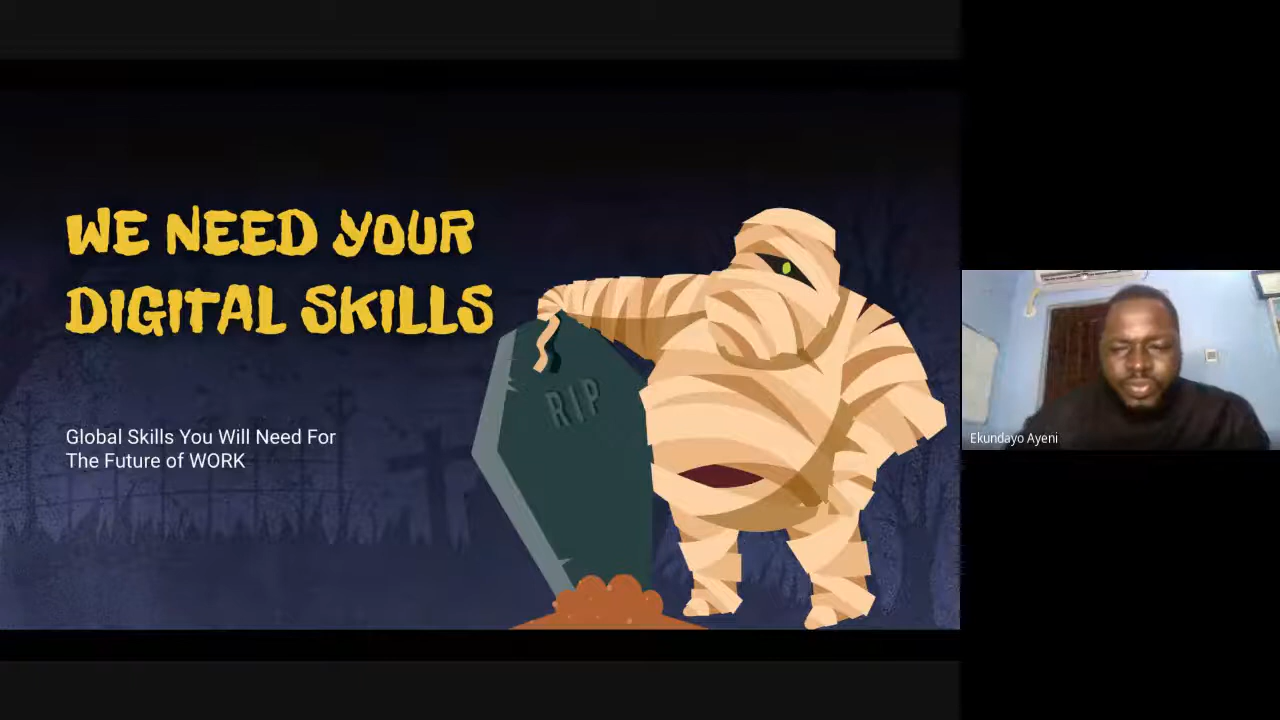 WE NEED YOUR
DIGITAL SKILLS
RIP
Global Skills You Will Need For
The Future of WORK
Ekundayo Ayeni